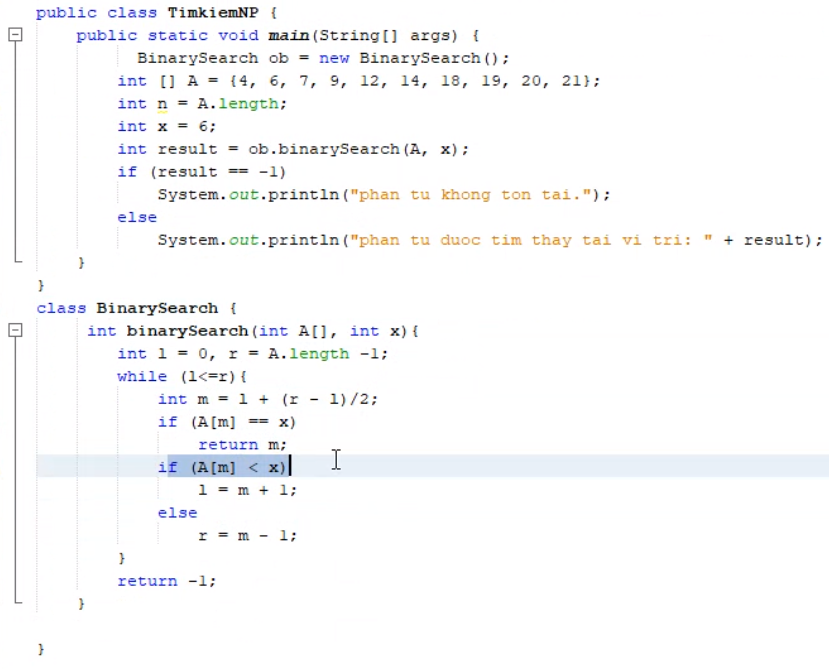 public class TimkiemNP {
public static void main(String[] args) {
BinarySearch ob = new BinarySearch();
int [] A = {4, 6, 7, 9, 12, 14, 18, 19, 20, 21};
int n = A.length;
int x = 6;
int result = ob.binarySearch(A, x);
if (result == -1)
System.out.println("phan tu khong ton tai.");
else
System.out.println("phan tu duoc tim thay tai vi tri: " + result);
}
}
class BinarySearch {
int binarySearch(int A[], int x){
int l = 0, r = A.length -1;
while (l<=r){
int m = l + (r - l)/2;
if (A[m] == x)
return m;
if (A[m] < x)
l = m + 1;
else
r = m - 1;
}
return -1;
}
}